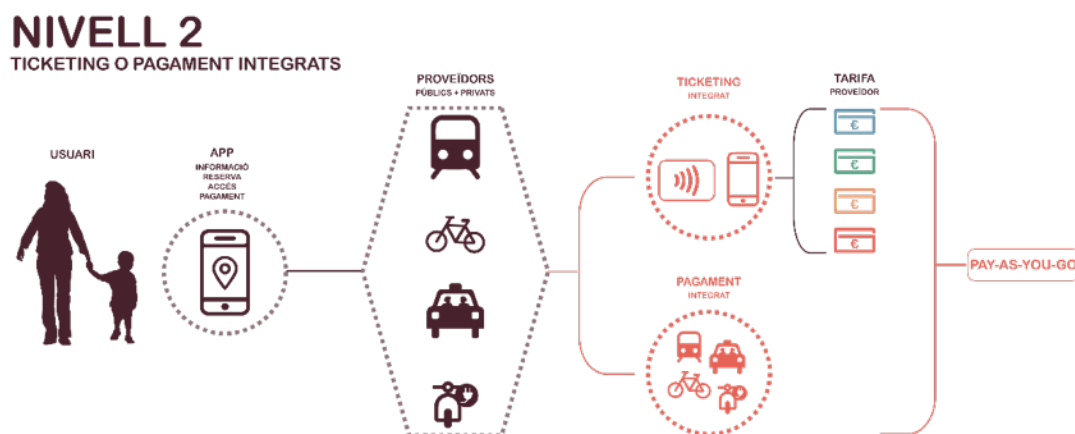 NIVELL 2
TICKETING O PAGAMENT INTEGRATS
USUARI
APP
INFORMACIÓ
RESERVA
ACCÉS
PAGAMENT
PROVEÏDORS
PÚBLICS + PRIVATS
TICKETING
INTEGRAT
TARIFA
PROVEÏDOR
€
€
€
€
PAGAMENT
INTEGRAT
PAY-AS-YOU-GO